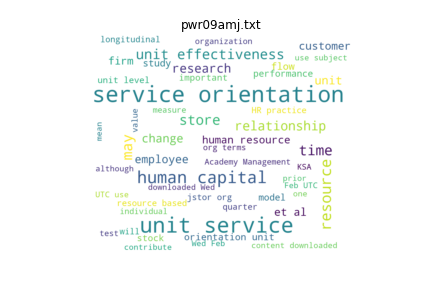 pwr09amj.txt
longitudinal
organization
unit effectiveness
customer
firm
study
research
flow
use subject
unit level
important
performance
unit
service orientation
measure
store
HR practice
relationship
mean
value
may
change
human resource
time
org terms
employee
Academy Management
KSA
although
human capital
prior
resource
downloaded Wed
Feb UTC
UTC use
jstor org
model
one
resource based
quarter
individual
et al
unit service
test
will
stock
orientation unit
contribute
Wed Feb
content downloaded